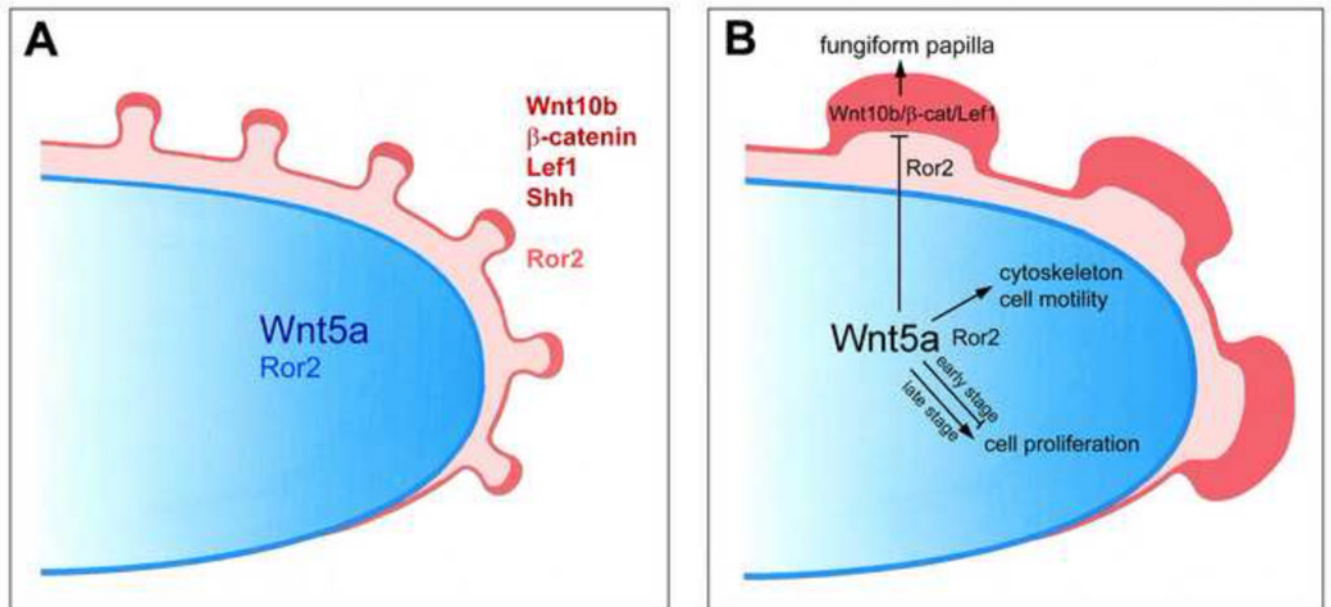 A
Wnt10b
β-catenin
Lef1
Shh
Ror2
Wnt5a
Ror2
B
fungiform papilla
Wnt10b/β-cat/Lef1
Ror2
cytoskeleton
cell motility
Wnt5a Ror2
early stage
late stage
cell proliferation